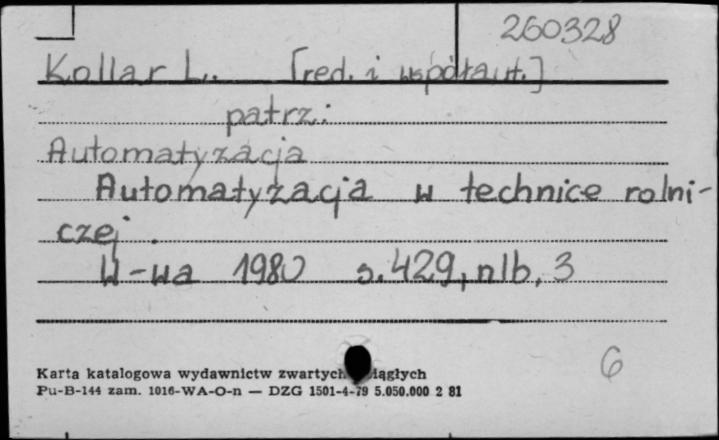 260328
Kollar L. [red. i współaut.]
patrz:
Automatyzacja
Automatyzacja w technice rolni-
czej.
W-wa 1980 s. 429, nlb. 3
6
Karta katalogowa wydawnictw zwartych ciągłych
Pu-B-144 zam. 1016-WA-O-n — DZG 1501-4-79 5.050.000 2 81